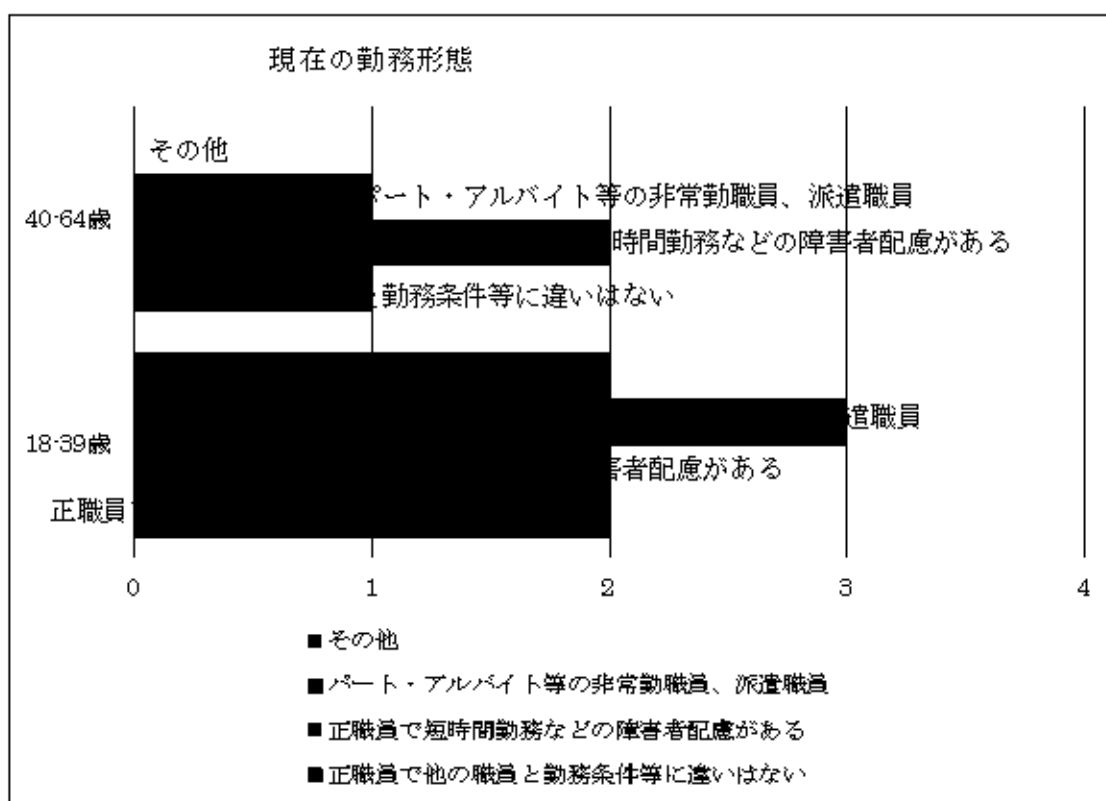 現在の勤務形態
その他
パート・アルバイト等の非常勤職員、派遣職員
40-64歳
時間勤務などの障害者配慮がある
と勤務条件等に違いはない
遣職員
18-39歳
害者配慮がある
正職員
0 1 2 3 4
■その他
■パート・アルバイト等の非常勤職員、派遣職員
■正職員で短時間勤務などの障害者配慮がある
■正職員で他の職員と勤務条件等に違いはない